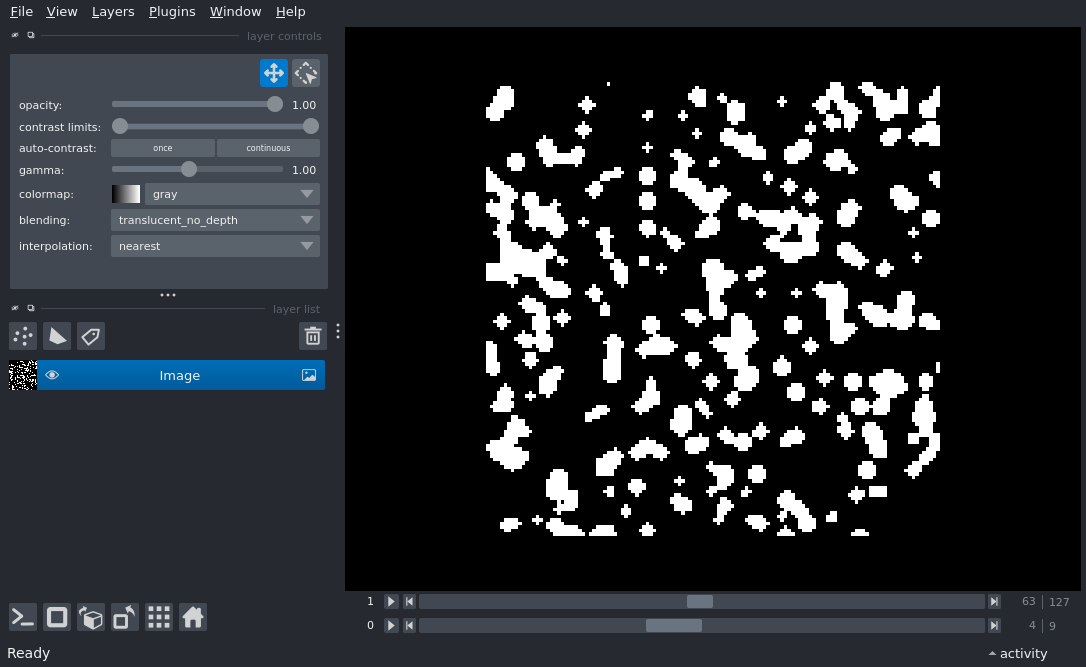 File View Layers Plugins Window Help
layer controls
opacity: 1.00
contrast limits:
auto-contrast: once continuous
gamma: 1.00
colormap: gray
blending: translucent_no_depth
interpolation: nearest
layer list
Image
1 63 127
0 4 9
Ready activity